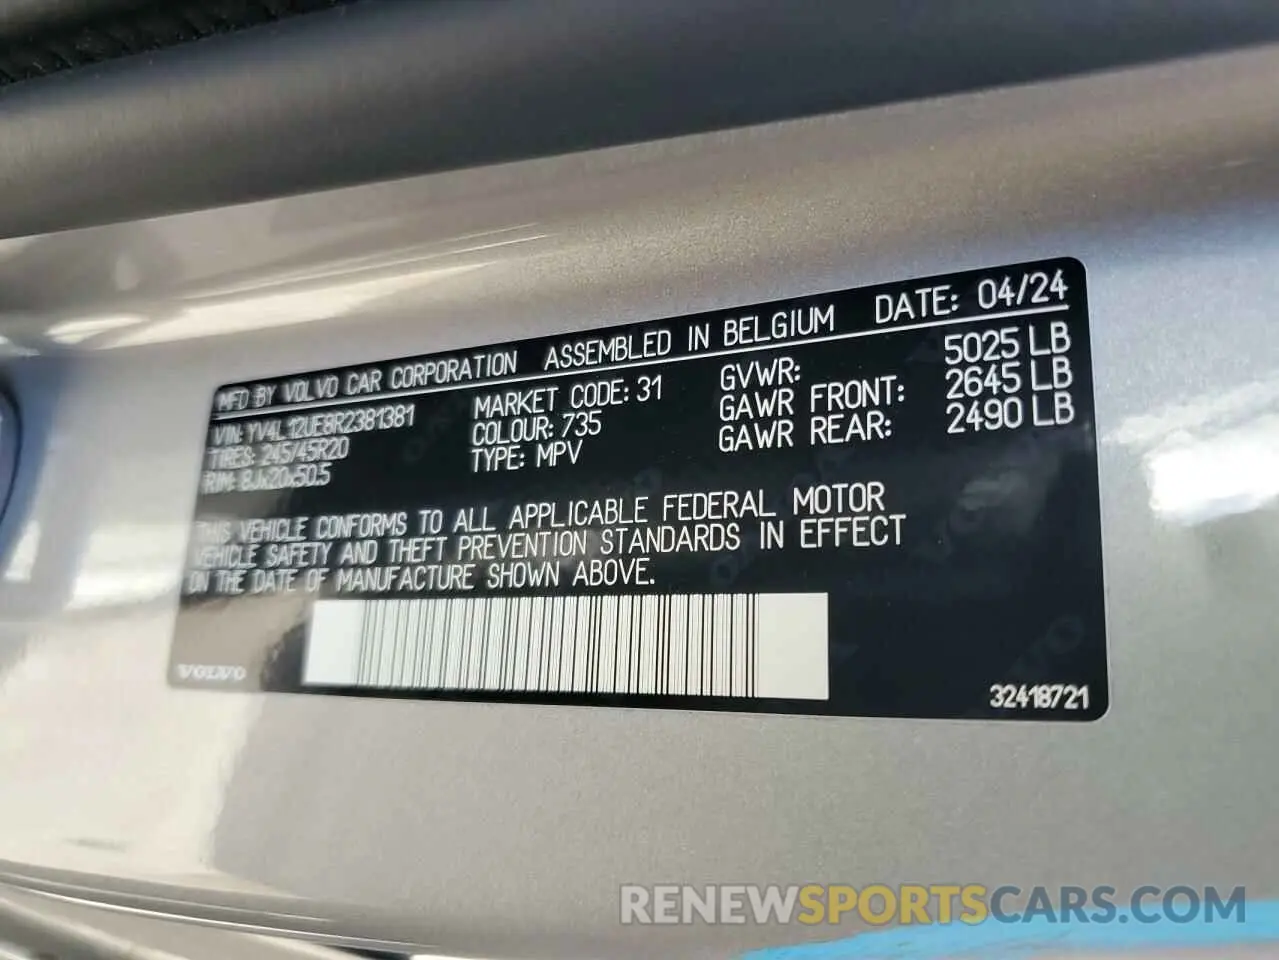 MFD BY VOLVO CAR CORPORATION ASSEMBLED IN BELGIUM DATE: 04/24
VIN: YV4L12UF8R2381381 MARKET CODE: 31 GVWR: 5025 LB
TIRES: 245/45R20 COLOUR: 735 GAWR FRONT: 2645 LB
RIM: 8Jx20x50.5 TYPE: MPV GAWR REAR: 2490 LB
THIS VEHICLE CONFORMS TO ALL APPLICABLE FEDERAL MOTOR
VEHICLE SAFETY AND THEFT PREVENTION STANDARDS IN EFFECT
ON THE DATE OF MANUFACTURE SHOWN ABOVE.
VOLVO 32418721
RENEWSPORTSCARS.COM